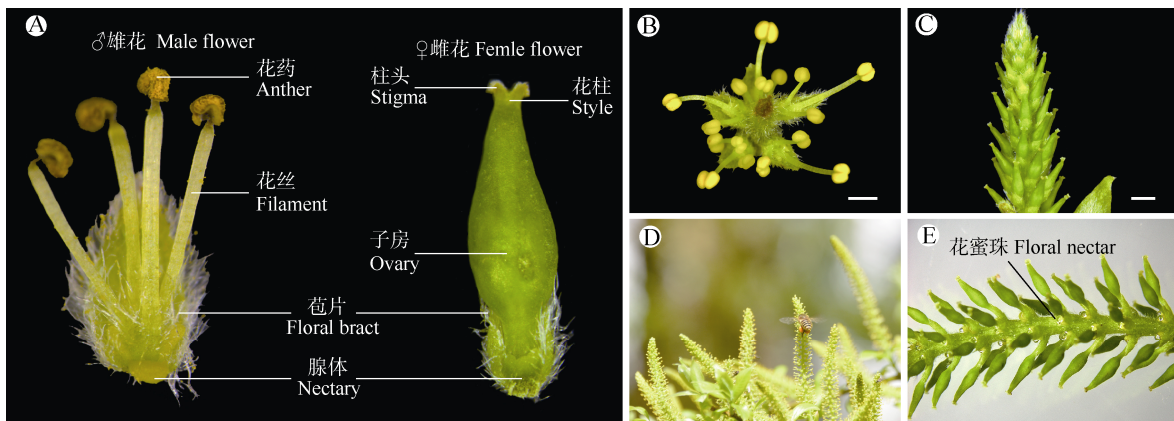 A
♂雄花 Male flower
♀雌花 Femle flower
花药
Anther
柱头
Stigma
花柱
Style
花丝
Filament
子房
Ovary
苞片
Floral bract
腺体
Nectary
B
C
D
E
花蜜珠 Floral nectar